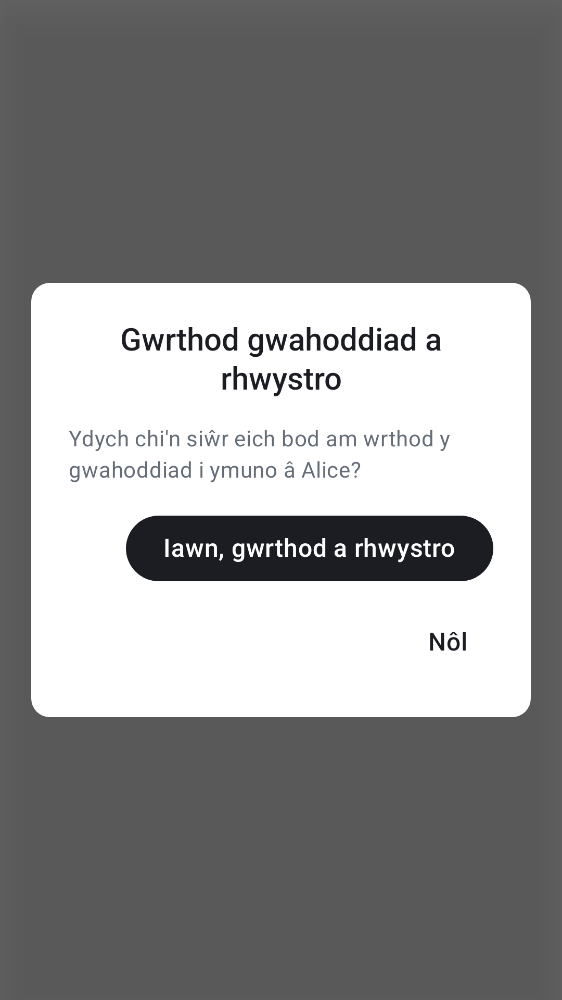 Gwrthod gwahoddiad a
rhwystro
Ydych chi'n siŵr eich bod am wrthod y
gwahoddiad i ymuno â Alice?
Iawn, gwrthod a rhwystro
Nôl